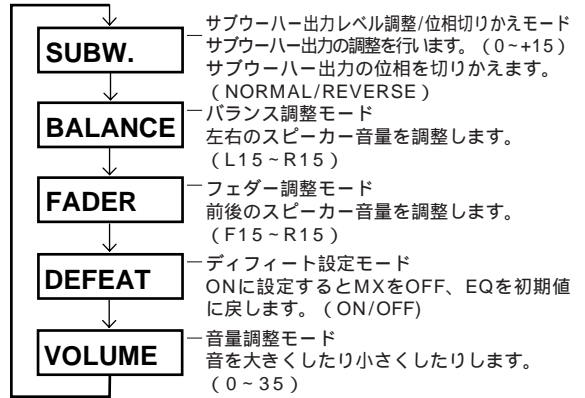 サブウーハー出力レベル調整/位相切りかえモード
SUBW.
サブウーハー出力の調整を行います。（0~+15）
サブウーハー出力の位相を切りかえます。
（NORMAL/REVERSE）
バランス調整モード
BALANCE
左右のスピーカー音量を調整します。
（L15~R15）
フェダー調整モード
FADER
前後のスピーカー音量を調整します。
（F15~R15）
ディフィート設定モード
DEFEAT
ONに設定するとMXをOFF、EQを初期値
に戻します。（ON/OFF)
音量調整モード
VOLUME
音を大きくしたり小さくしたりします。
（0~35）